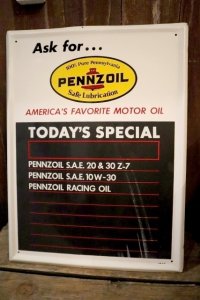 Ask for...
100% Pure Pennsylvania
PENNZOIL
Safe Lubrication
AMERICA'S FAVORITE MOTOR OIL
TODAY'S SPECIAL
PENNZOIL S.A.E. 20 & 30 Z-7
PENNZOIL S.A.E. 10W-30
PENNZOIL RACING OIL